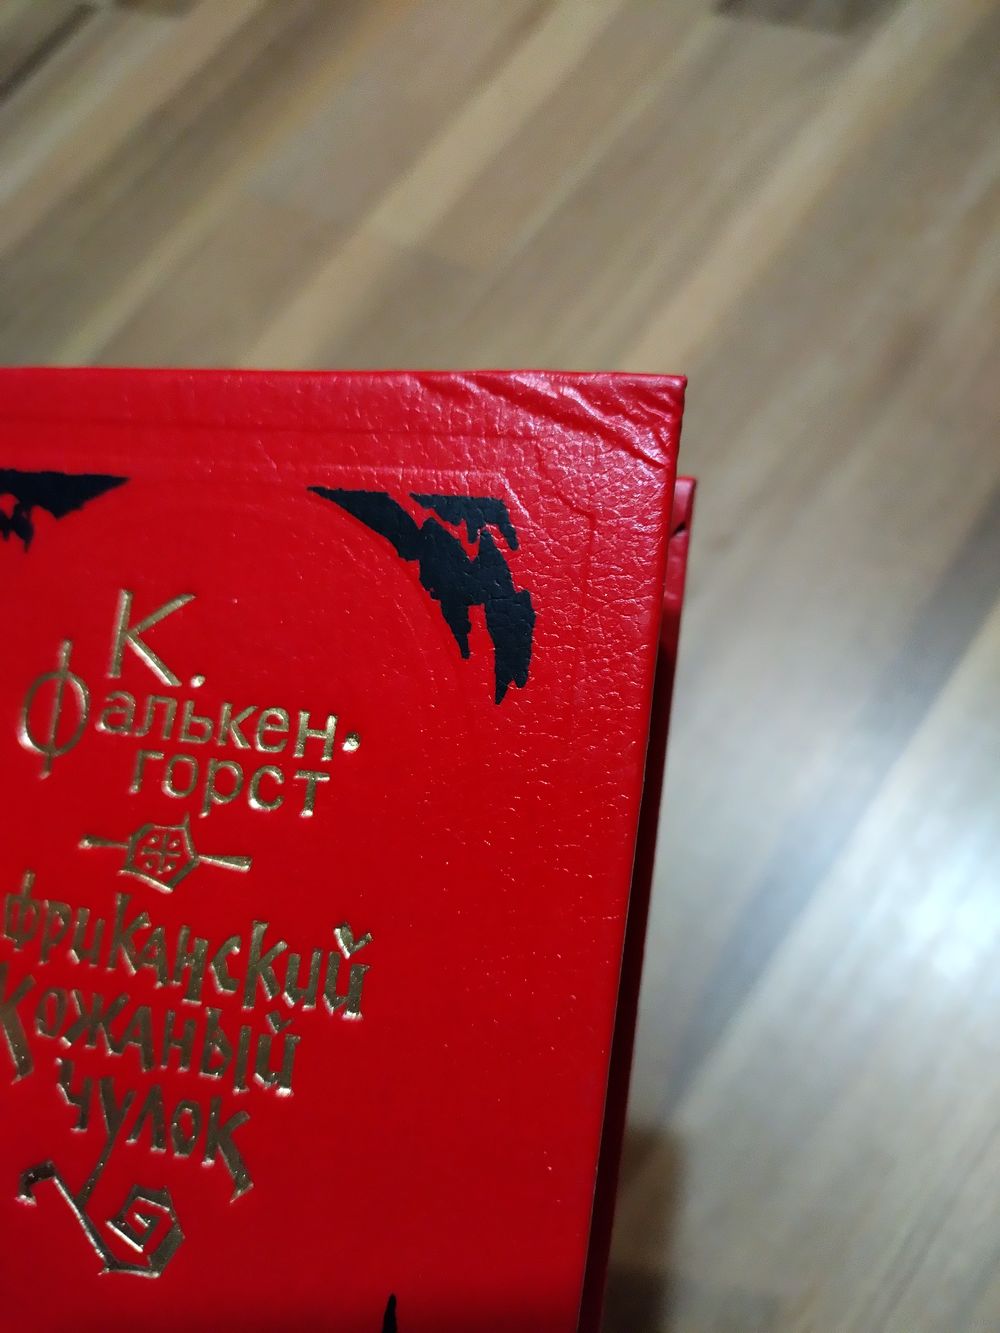 К.
Фалькен-
горст
фриканский
Кожаный
чулок